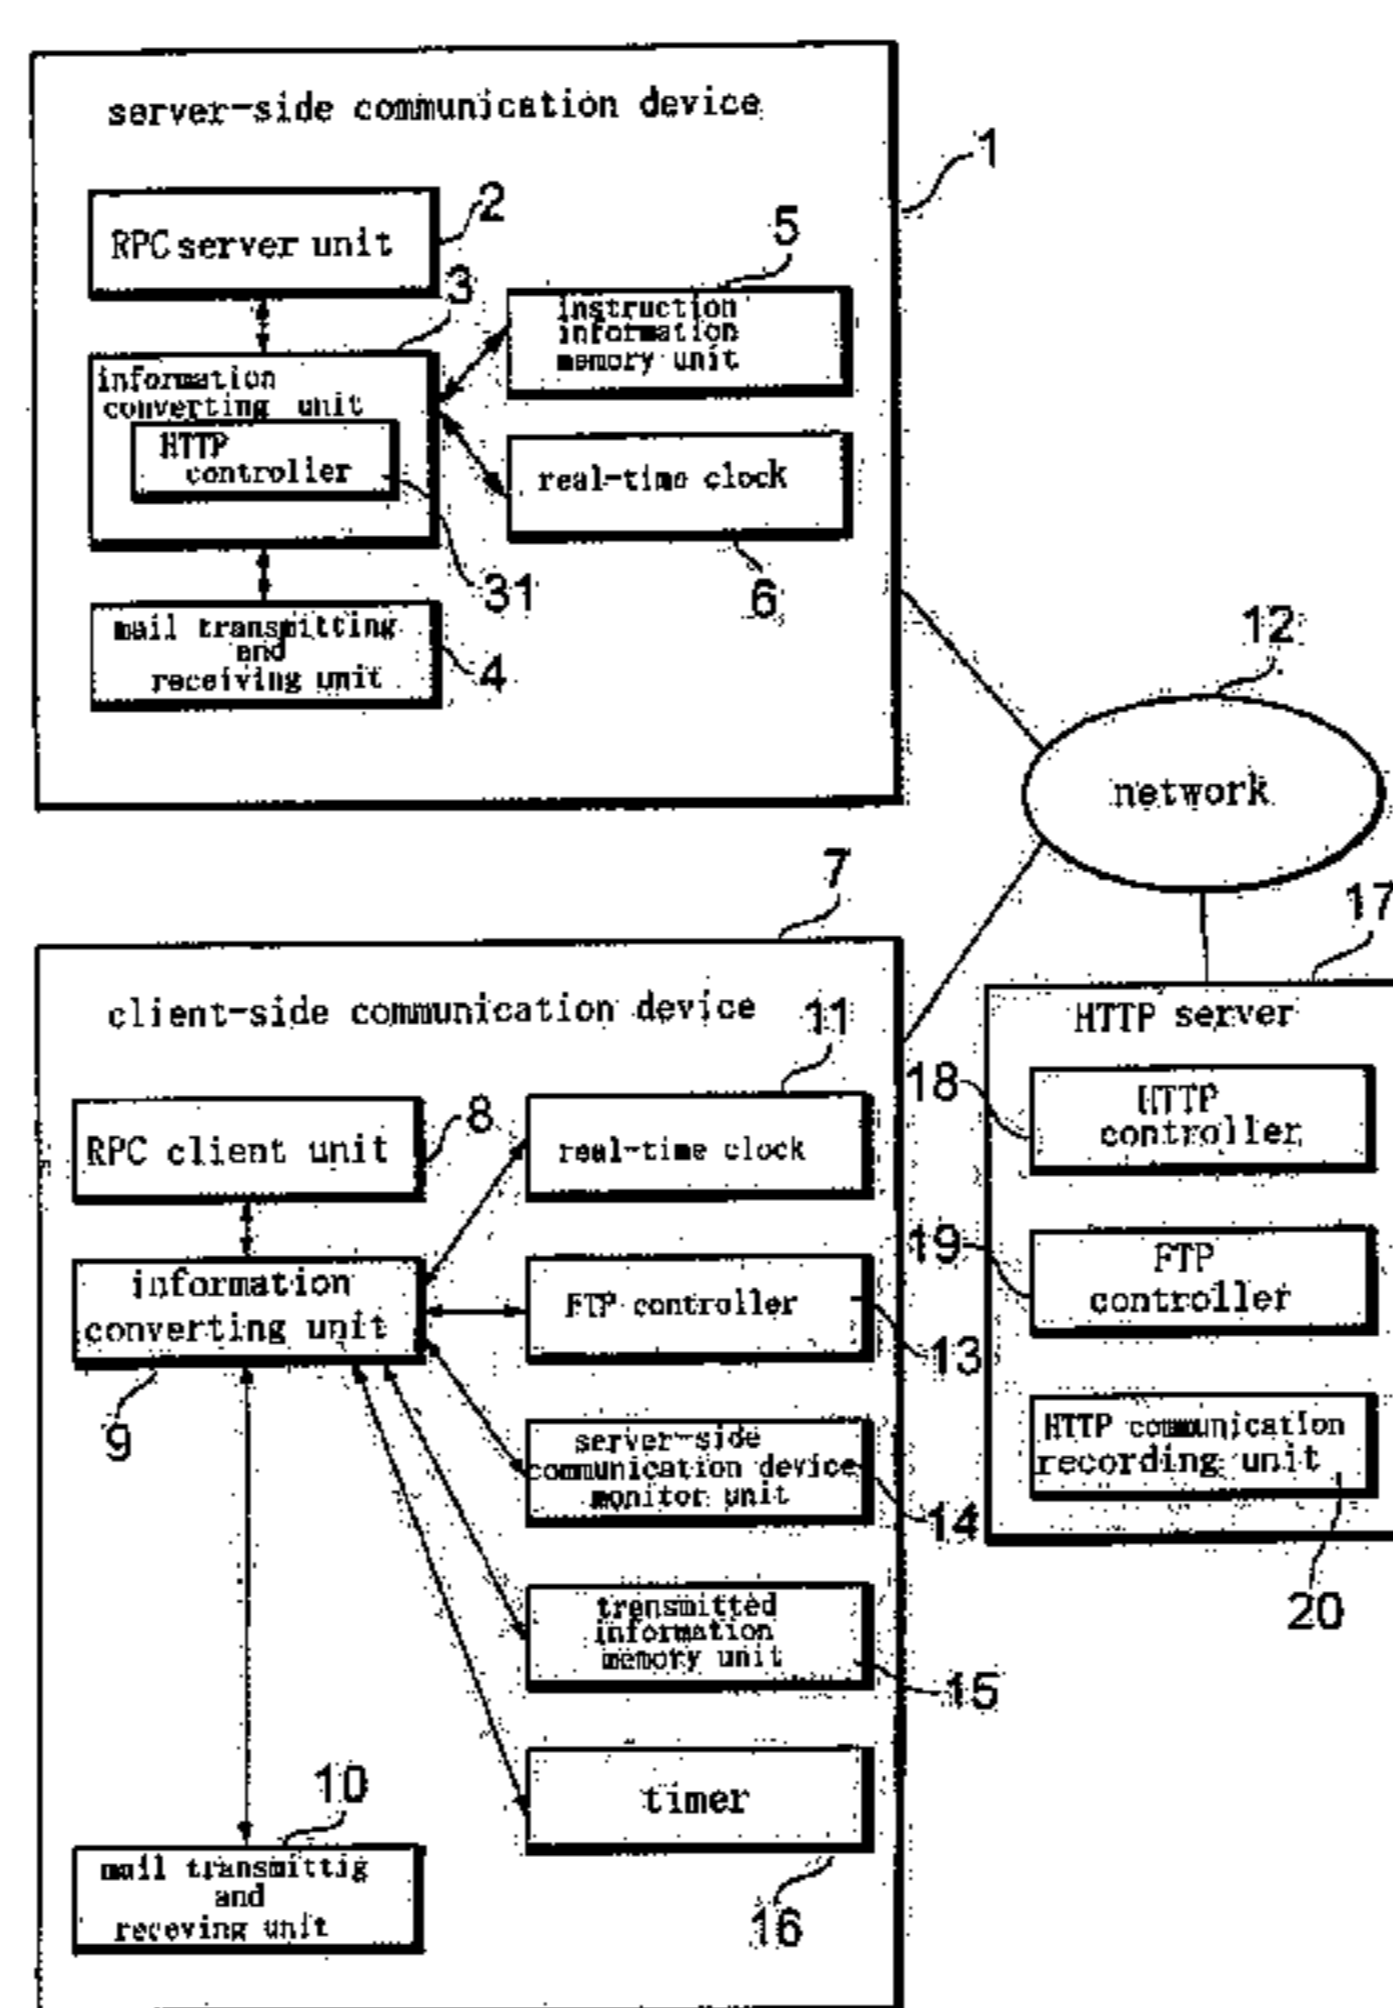 server-side communication device
1
2
RPC server unit
3
5
instruction
information
memory unit
information
converting unit
HTTP
controller
real-time clock
31
6
mail transmitting
and
receiving unit
4
12
network
7
17
client-side communication device
11
HTTP server
8
RPC client unit
real-time clock
18
HTTP
controller
information
converting unit
9
FTP controller
13
19
FTP
controller
server-side
communication device
monitor unit
14
HTTP communication
recording unit
20
transmitted
information
memory unit
15
timer
16
10
mail transmittig
and
receving unit